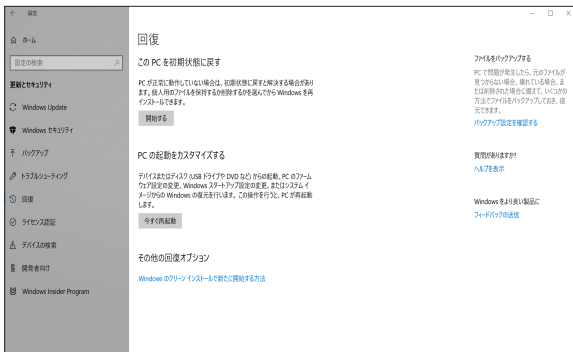 設定
ホーム
設定の検索
更新とセキュリティ
Windows Update
Windows セキュリティ
バックアップ
トラブルシューティング
回復
ライセンス認証
デバイスの検索
開発者向け
Windows Insider Program
回復
この PC を初期状態に戻す
PC が正常に動作していない場合は、初期状態に戻すと解決する場合があり
ます。個人用のファイルを保持するか削除するかを選んでから Windows を再
インストールできます。
開始する
PC の起動をカスタマイズする
デバイスまたはディスク (USB ドライブや DVD など) からの起動、PC のファーム
ウェア設定の変更、Windows スタートアップ設定の変更、またはシステム イ
メージからの Windows の復元を行います。この操作を行うと、PC が再起動
します。
今すぐ再起動
その他の回復オプション
Windows のクリーン インストールで新たに開始する方法
ファイルをバックアップする
PC で問題が発生したら、元のファイルが
見つからない場合、壊れている場合、ま
たは削除された場合に備えて、いくつかの
方法でファイルをバックアップしておき、復
元できます。
バックアップ設定を確認する
質問がありますか?
ヘルプを表示
Windows をより良い製品に
フィードバックの送信